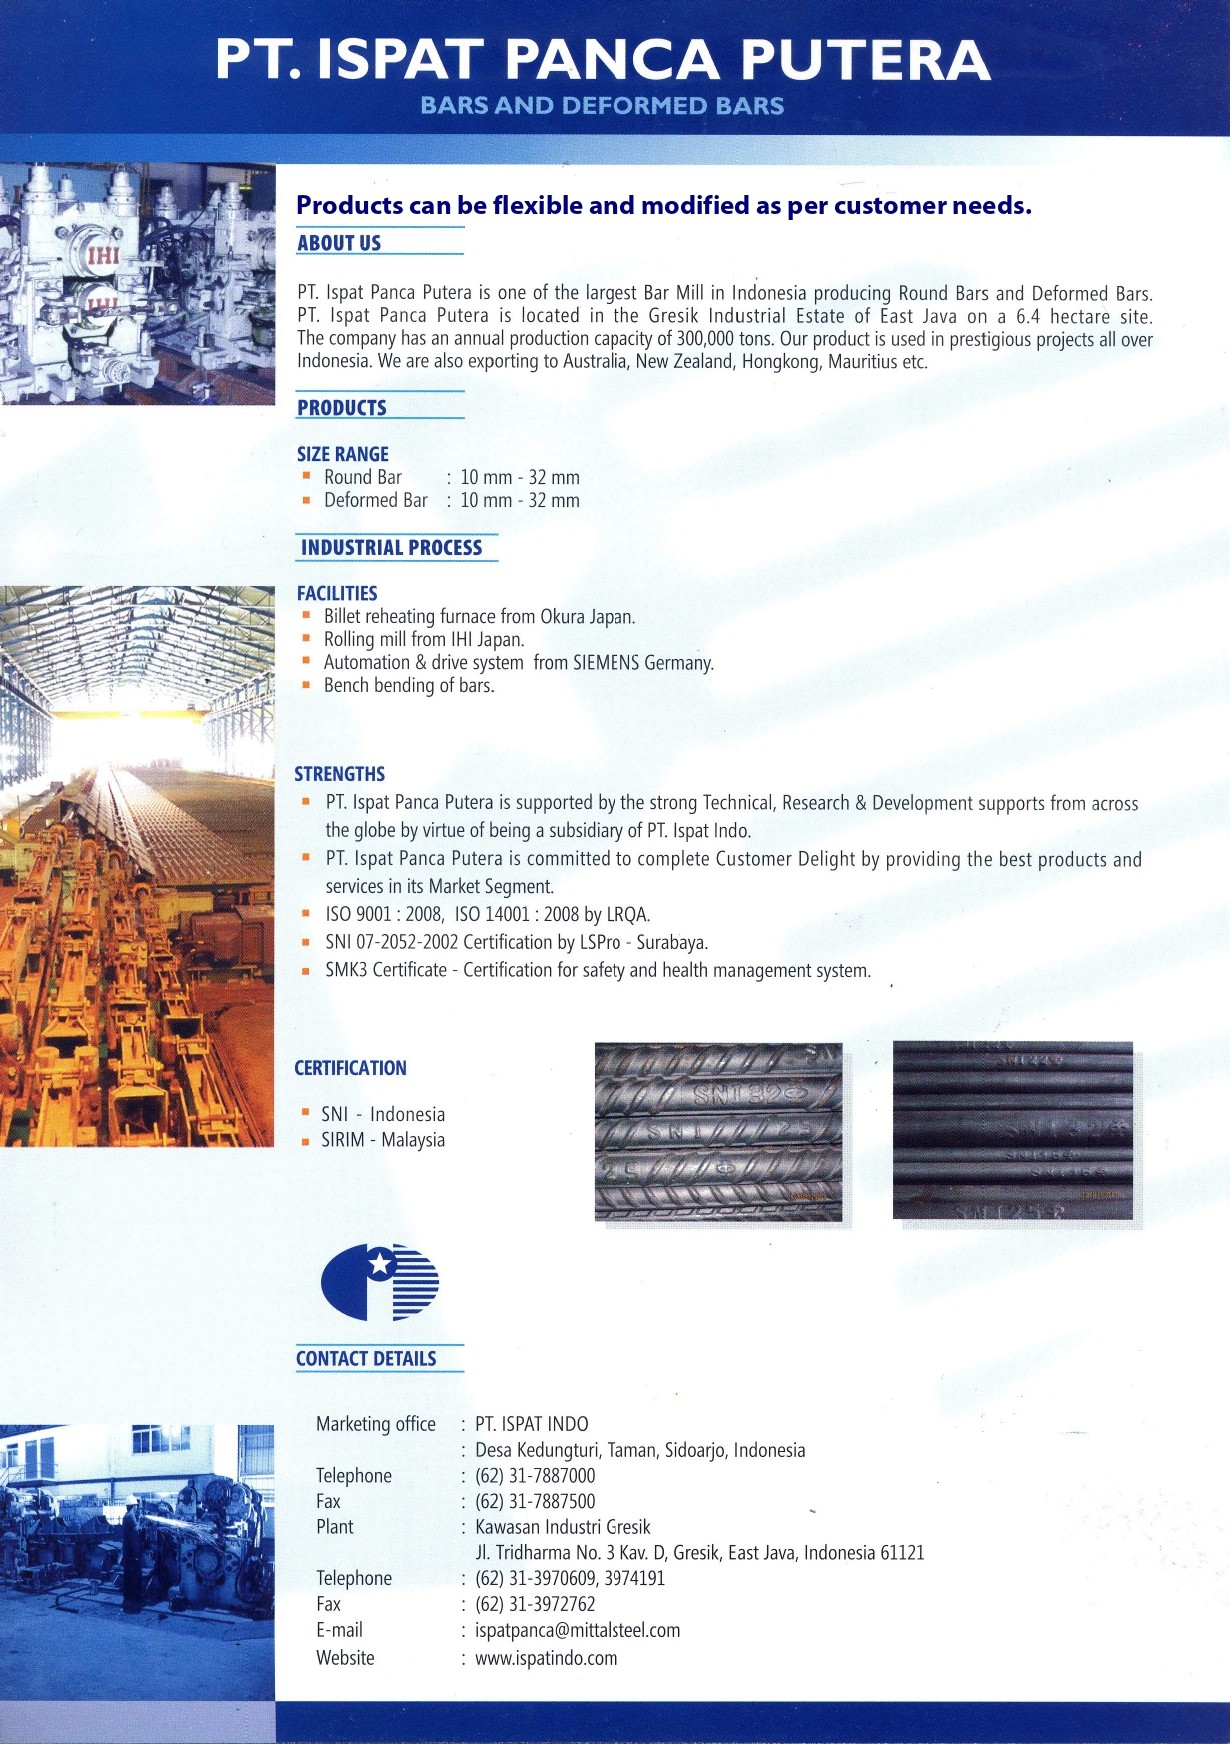 PT. ISPAT PANCA PUTERA
BARS AND DEFORMED BARS
Products can be flexible and modified as per customer needs.
ABOUT US
PT. Ispat Panca Putera is one of the largest Bar Mill in Indonesia producing Round Bars and Deformed Bars.
PT. Ispat Panca Putera is located in the Gresik Industrial Estate of East Java on a 6.4 hectare site.
The company has an annual production capacity of 300,000 tons. Our product is used in prestigious projects all over
Indonesia. We are also exporting to Australia, New Zealand, Hongkong, Mauritius etc.
IHI
IHI
PRODUCTS
SIZE RANGE
Round Bar : 10 mm - 32 mm
Deformed Bar : 10 mm - 32 mm
INDUSTRIAL PROCESS
FACILITIES
Billet reheating furnace from Okura Japan.
Rolling mill from IHI Japan.
Automation & drive system from SIEMENS Germany.
Bench bending of bars.
STRENGTHS
PT. Ispat Panca Putera is supported by the strong Technical, Research & Development supports from across
the globe by virtue of being a subsidiary of PT. Ispat Indo.
PT. Ispat Panca Putera is committed to complete Customer Delight by providing the best products and
services in its Market Segment.
ISO 9001 : 2008, ISO 14001 : 2008 by LRQA.
SNI 07-2052-2002 Certification by LSPro - Surabaya.
SMK3 Certificate - Certification for safety and health management system.
CERTIFICATION
SNI - Indonesia
SIRIM - Malaysia
SNI
SNI
25
CONTACT DETAILS
Marketing office : PT. ISPAT INDO
: Desa Kedungturi, Taman, Sidoarjo, Indonesia
Telephone : (62) 31-7887000
Fax : (62) 31-7887500
Plant : Kawasan Industri Gresik
Jl. Tridharma No. 3 Kav. D, Gresik, East Java, Indonesia 61121
Telephone : (62) 31-3970609, 3974191
Fax : (62) 31-3972762
E-mail : ispatpanca@mittalsteel.com
Website : www.ispatindo.com